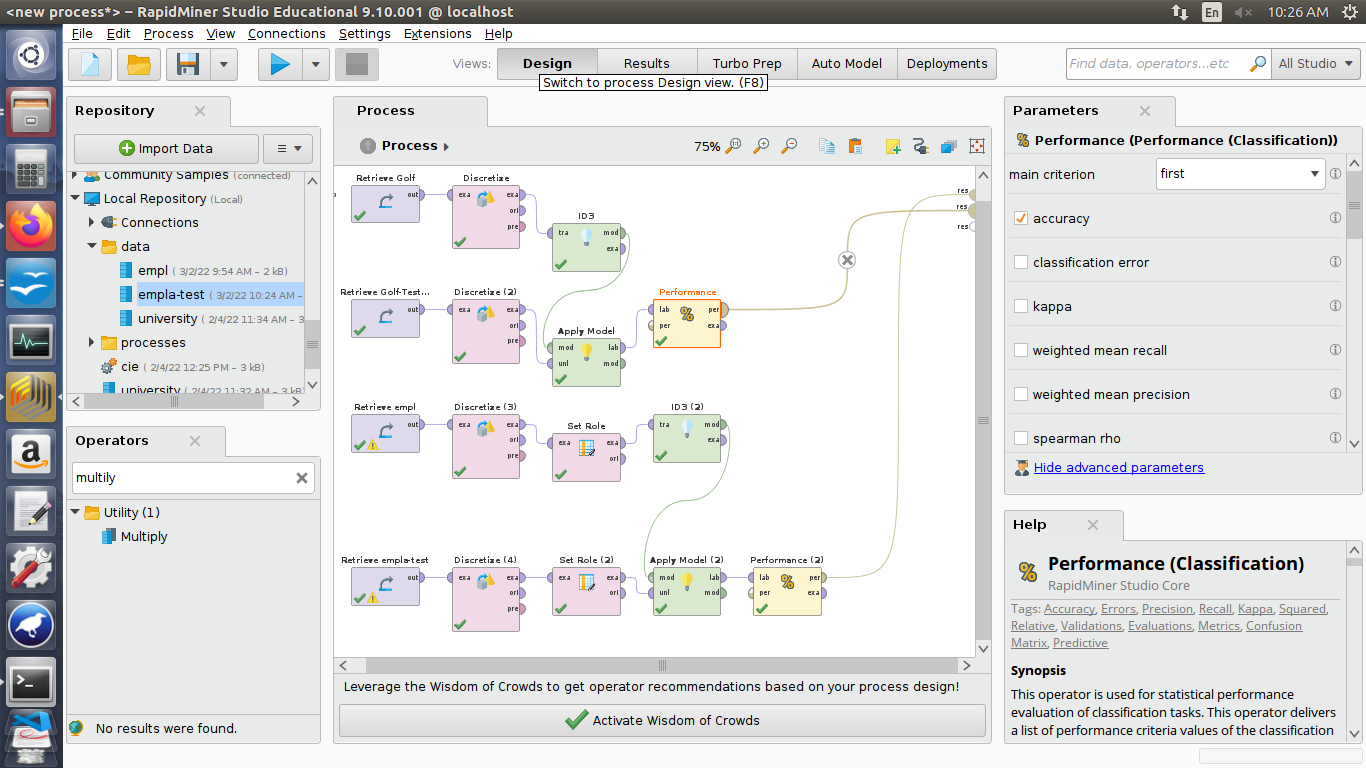 <new process*> – RapidMiner Studio Educational 9.10.001 @ localhost
En
10:26 AM
File Edit Process View Connections Settings Extensions Help
Views:
Design
Results
Turbo Prep
Auto Model
Deployments
Find data, operators...etc
All Studio
Switch to process Design view. (F8)
Repository
Import Data
Community Samples (connected)
Local Repository (Local)
Connections
data
empl ( 3/2/22 9:54 AM – 2 kB)
empla-test ( 3/2/22 10:24 AM –
university ( 2/4/22 11:34 AM – 3
processes
cie ( 2/4/22 12:25 PM – 3 kB)
university ( 2/4/22 11:32 AM – 3 kB
Operators
multily
Utility (1)
Multiply
No results were found.
Process
Process
75%
Retrieve Golf
out
Discretize
exa exa
ori
pre
ID3
tra mod
exa
res
res
res
Retrieve Golf-Test...
out
Discretize (2)
exa exa
ori
pre
Apply Model
mod lab
unl mod
Performance
lab per
per exa
Retrieve empl
out
Discretize (3)
exa exa
ori
pre
Set Role
exa exa
ori
ID3 (2)
tra mod
exa
Retrieve empla-test
out
Discretize (4)
exa exa
ori
pre
Set Role (2)
exa exa
ori
Apply Model (2)
mod lab
unl mod
Performance (2)
lab per
per exa
Leverage the Wisdom of Crowds to get operator recommendations based on your process design!
Activate Wisdom of Crowds
Parameters
Performance (Performance (Classification))
main criterion
first
accuracy
classification error
kappa
weighted mean recall
weighted mean precision
spearman rho
Hide advanced parameters
Help
Performance (Classification)
RapidMiner Studio Core
Tags: Accuracy, Errors, Precision, Recall, Kappa, Squared,
Relative, Validations, Evaluations, Metrics, Confusion
Matrix, Predictive
Synopsis
This operator is used for statistical performance
evaluation of classification tasks. This operator delivers
a list of performance criteria values of the classification